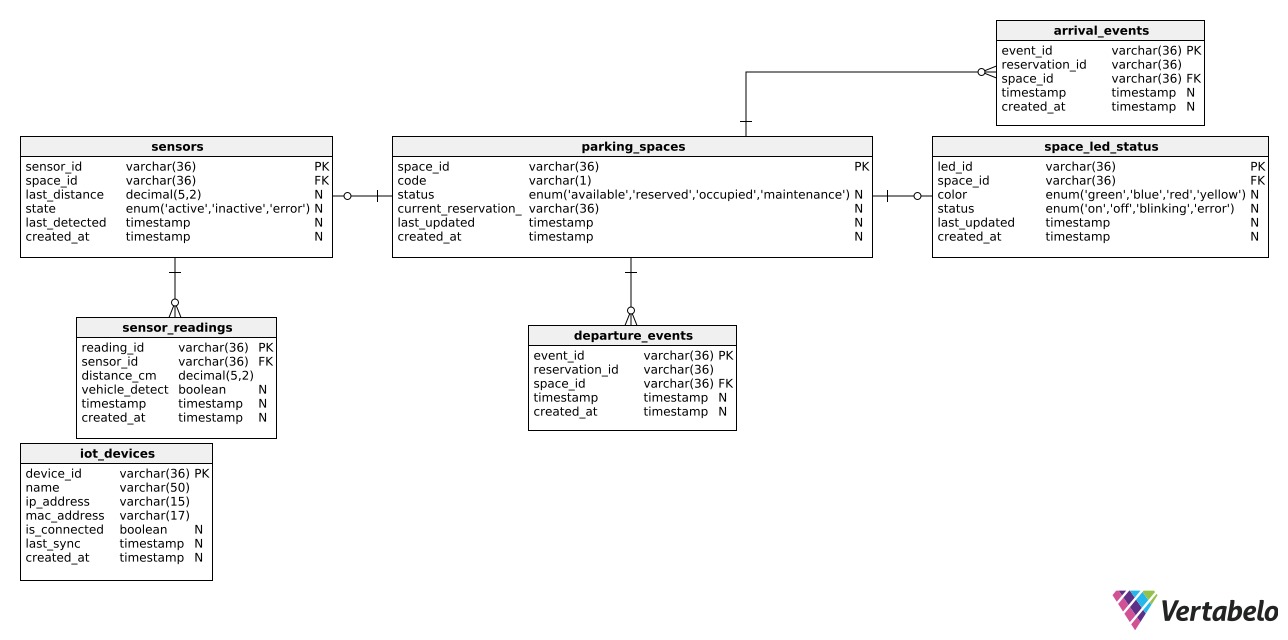 arrival_events
event_id varchar(36) PK
reservation_id varchar(36)
space_id varchar(36) FK
timestamp timestamp N
created_at timestamp N
sensors
sensor_id varchar(36) PK
space_id varchar(36) FK
last_distance decimal(5,2) N
state enum('active','inactive','error') N
last_detected timestamp N
created_at timestamp N
parking_spaces
space_id varchar(36) PK
code varchar(1)
status enum('available','reserved','occupied','maintenance') N
current_reservation_ varchar(36) N
last_updated timestamp N
created_at timestamp N
space_led_status
led_id varchar(36) PK
space_id varchar(36) FK
color enum('green','blue','red','yellow') N
status enum('on','off','blinking','error') N
last_updated timestamp N
created_at timestamp N
sensor_readings
reading_id varchar(36) PK
sensor_id varchar(36) FK
distance_cm decimal(5,2)
vehicle_detect boolean N
timestamp timestamp N
created_at timestamp N
departure_events
event_id varchar(36) PK
reservation_id varchar(36)
space_id varchar(36) FK
timestamp timestamp N
created_at timestamp N
iot_devices
device_id varchar(36) PK
name varchar(50)
ip_address varchar(15)
mac_address varchar(17)
is_connected boolean N
last_sync timestamp N
created_at timestamp N
Vertabelo